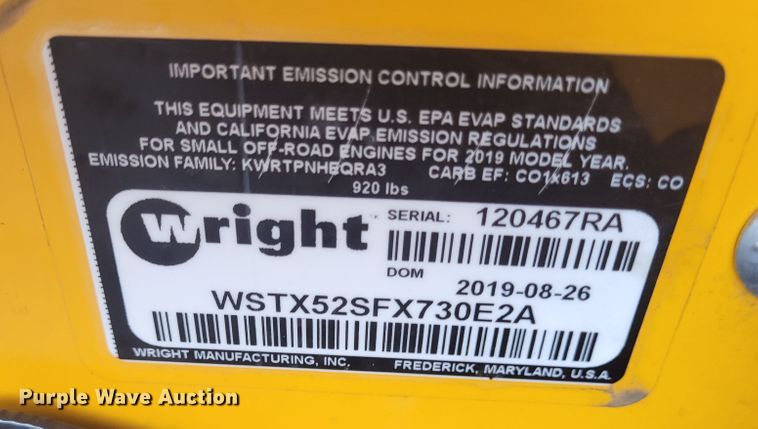 IMPORTANT EMISSION CONTROL INFORMATION
THIS EQUIPMENT MEETS U.S. EPA EVAP STANDARDS
AND CALIFORNIA EVAP EMISSION REGULATIONS
FOR SMALL OFF-ROAD ENGINES FOR 2019 MODEL YEAR.
EMISSION FAMILY: KWRTPNHEQRA3 CARB EF: CO1x613 ECS: CO
920 lbs
wright SERIAL: 120467RA
DOM 2019-08-26
WSTX52SFX730E2A
WRIGHT MANUFACTURING, INC. FREDERICK, MARYLAND, U.S.A.
Purple Wave Auction